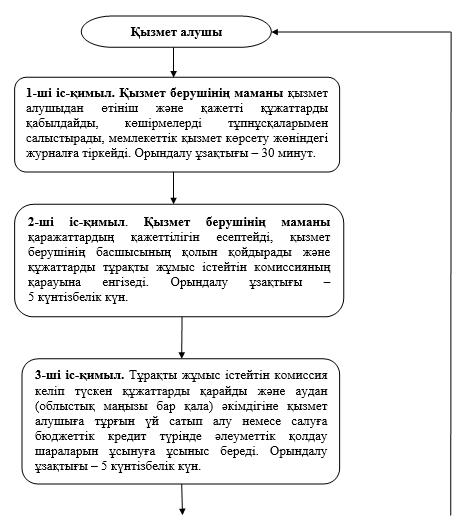 Қызмет алушы
1-ші іс-қимыл. Қызмет берушінің маманы қызмет
алушыдан өтініш және қажетті құжаттарды
қабылдайды, көшірмелерді тұпнұсқаларымен
салыстырады, мемлекеттік қызмет көрсету жөніндегі
журналға тіркейді. Орындалу ұзақтығы – 30 минут.
2-ші іс-қимыл. Қызмет берушінің маманы
қаражаттардың қажеттілігін есептейді, қызмет
берушінің басшысының қолын қойдырады және
құжаттарды тұрақты жұмыс істейтін комиссияның
қарауына енгізеді. Орындалу ұзақтығы –
5 күнтізбелік күн.
3-ші іс-қимыл. Тұрақты жұмыс істейтін комиссия
келіп түскен құжаттарды қарайды және аудан
(облыстық маңызы бар қала) әкімдігіне қызмет
алушыға тұрғын үй сатып алу немесе салуға
бюджеттік кредит түрінде әлеуметтік қолдау
шараларын ұсынуға ұсыныс береді. Орындалу
ұзақтығы – 5 күнтізбелік күн.